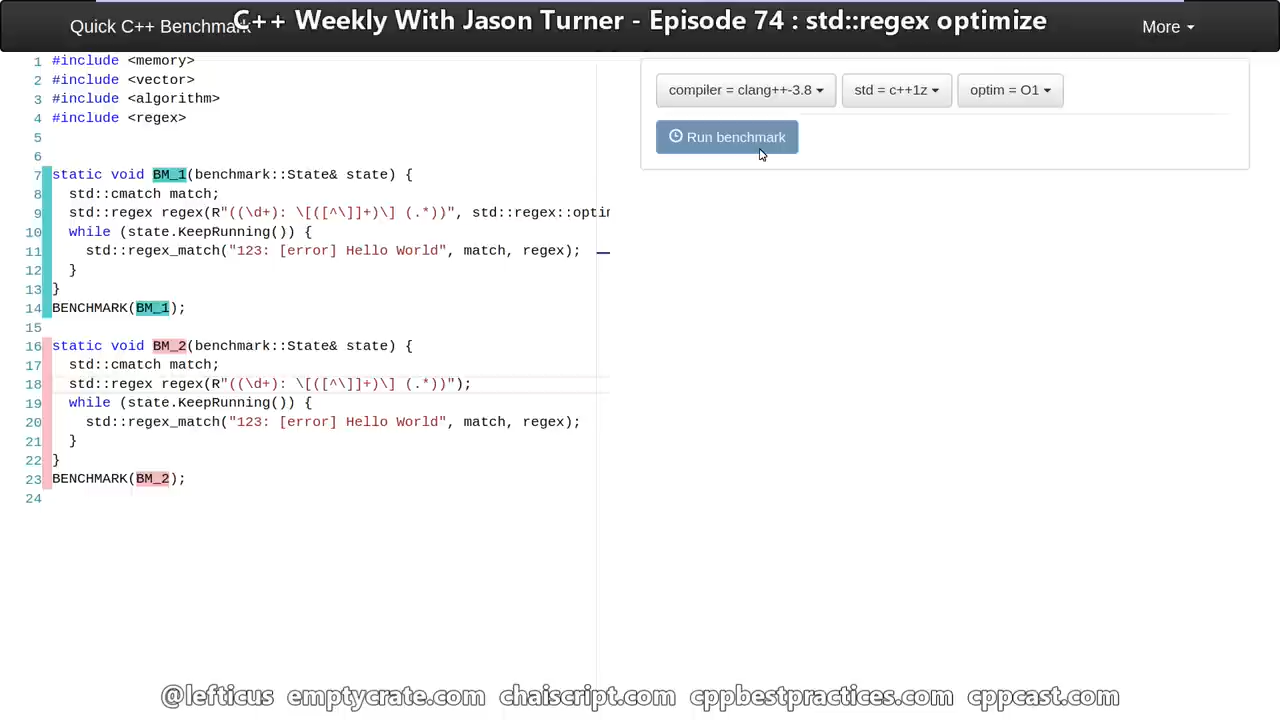 C++ Weekly With Jason Turner - Episode 74 : std::regex optimize
Quick C++ Benchmark
More
1 #include <memory>
2 #include <vector>
3 #include <algorithm>
4 #include <regex>
5
6
7 static void BM_1(benchmark::State& state) {
8 std::cmatch match;
9 std::regex regex(R"((\d+): \[([^\]]+)\] (.*))", std::regex::optim
10 while (state.KeepRunning()) {
11 std::regex_match("123: [error] Hello World", match, regex);
12 }
13 }
14 BENCHMARK(BM_1);
15
16 static void BM_2(benchmark::State& state) {
17 std::cmatch match;
18 std::regex regex(R"((\d+): \[([^\]]+)\] (.*))");
19 while (state.KeepRunning()) {
20 std::regex_match("123: [error] Hello World", match, regex);
21 }
22 }
23 BENCHMARK(BM_2);
24
compiler = clang++-3.8 std = c++1z optim = O1
Run benchmark
@lefticus emptycrate.com chaiscript.com cppbestpractices.com cppcast.com